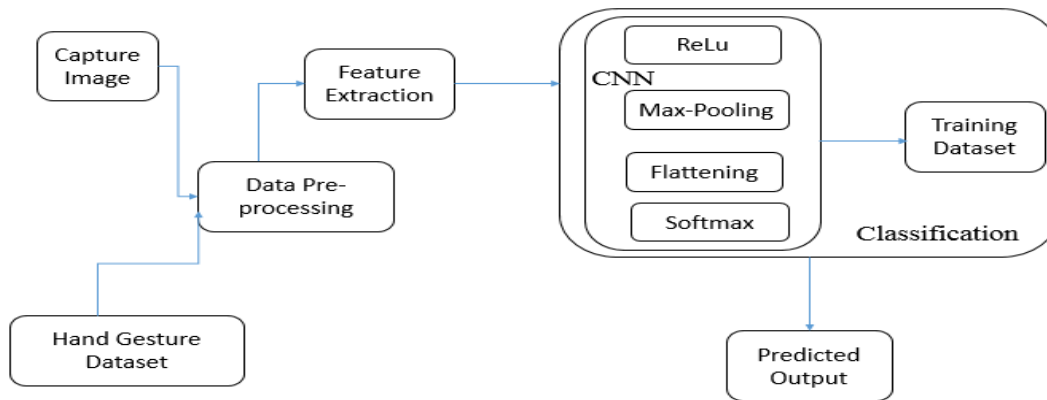 Capture
Image
Feature
Extraction
Data Pre-
processing
Hand Gesture
Dataset
CNN
ReLu
Max-Pooling
Flattening
Softmax
Training
Dataset
Classification
Predicted
Output